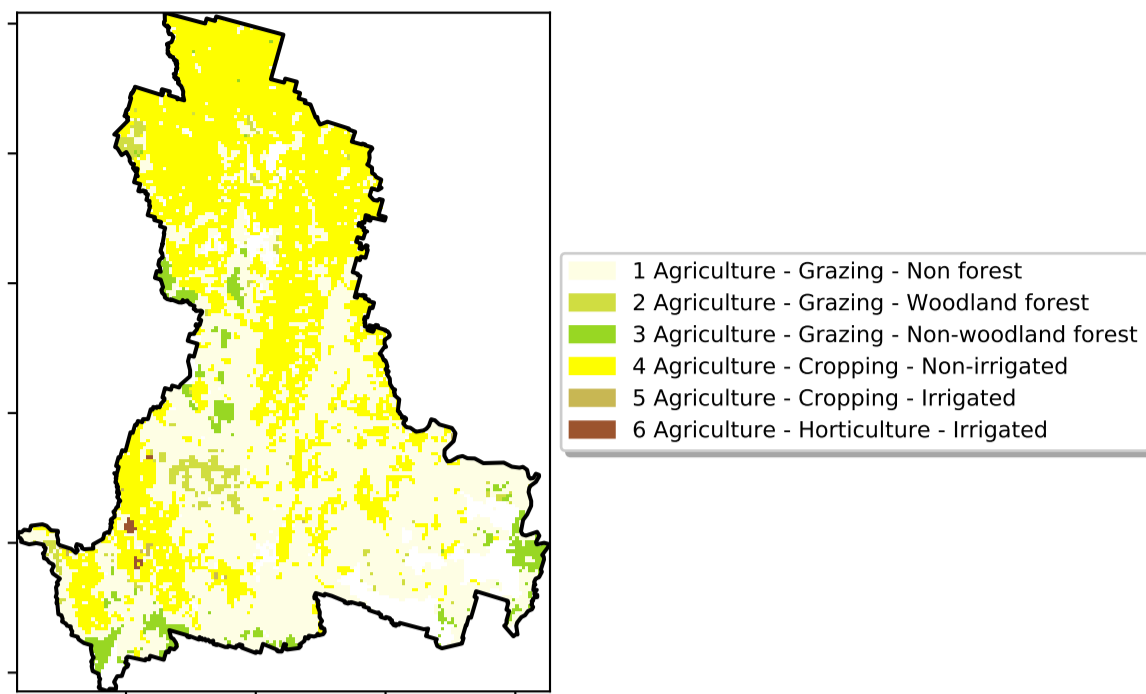 1 Agriculture - Grazing - Non forest
2 Agriculture - Grazing - Woodland forest
3 Agriculture - Grazing - Non-woodland forest
4 Agriculture - Cropping - Non-irrigated
5 Agriculture - Cropping - Irrigated
6 Agriculture - Horticulture - Irrigated